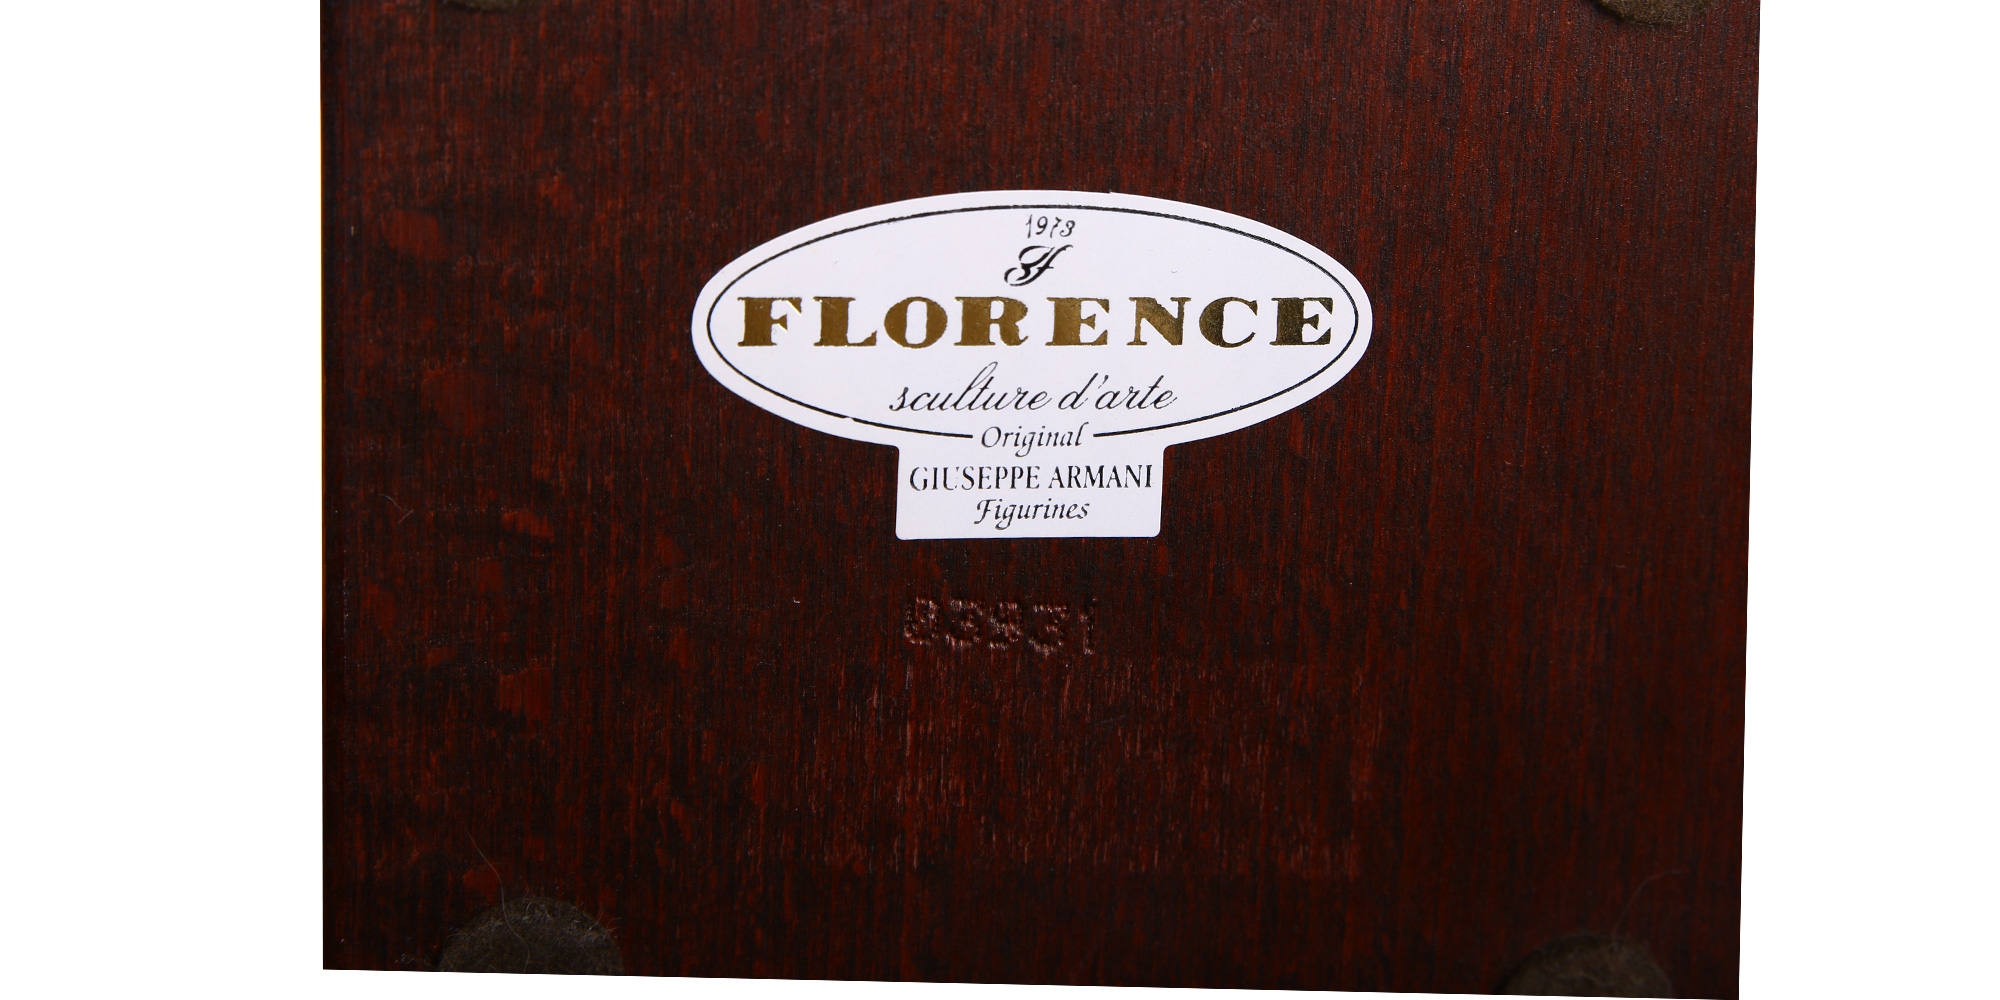 1973
FLORENCE
sculture d'arte
Original
GIUSEPPE ARMANI
Figurines